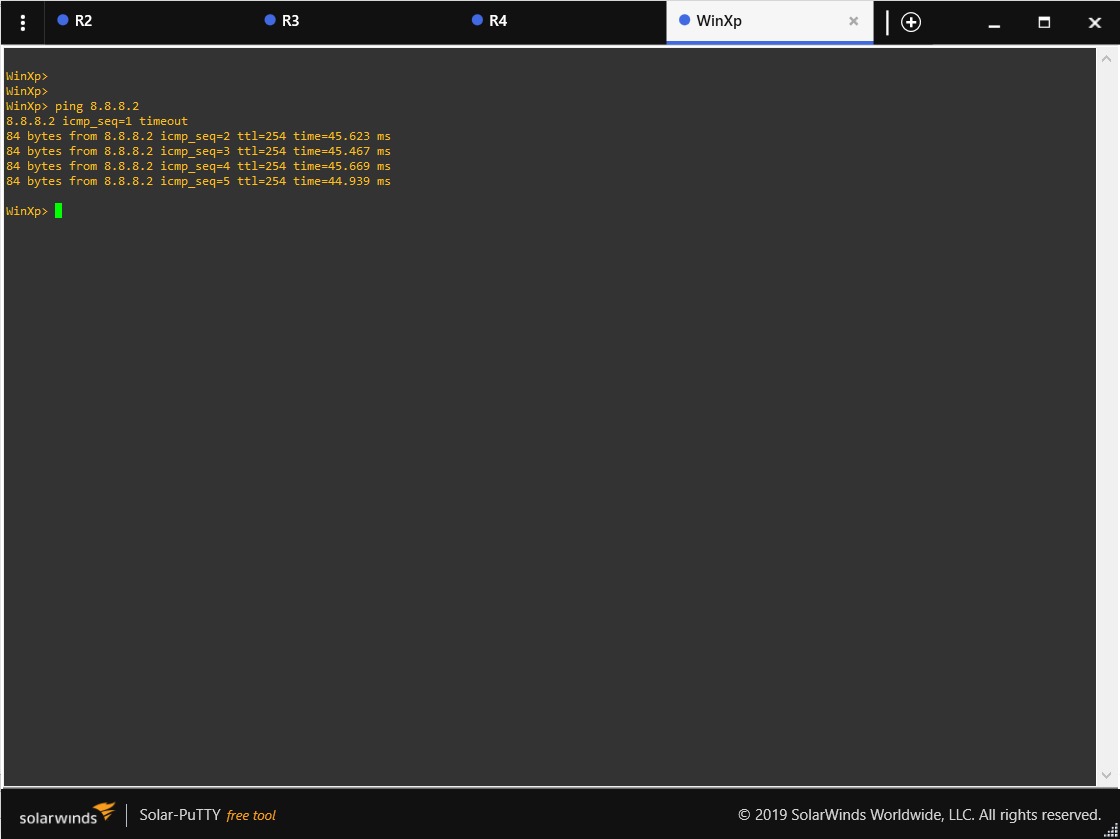 R2
R3
R4
WinXp
WinXp>
WinXp>
WinXp> ping 8.8.8.2
8.8.8.2 icmp_seq=1 timeout
84 bytes from 8.8.8.2 icmp_seq=2 ttl=254 time=45.623 ms
84 bytes from 8.8.8.2 icmp_seq=3 ttl=254 time=45.467 ms
84 bytes from 8.8.8.2 icmp_seq=4 ttl=254 time=45.669 ms
84 bytes from 8.8.8.2 icmp_seq=5 ttl=254 time=44.939 ms
WinXp>
solarwinds
Solar-PuTTY free tool
© 2019 SolarWinds Worldwide, LLC. All rights reserved.